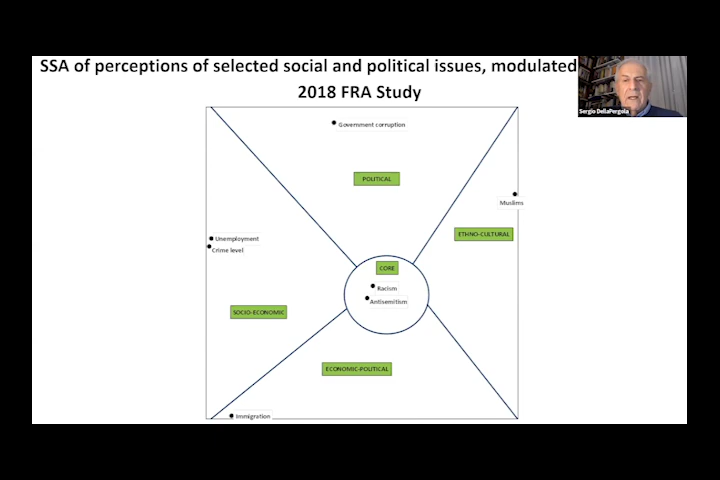 SSA of perceptions of selected social and political issues, modulated
2018 FRA Study
Sergio DellaPergola
Government corruption
POLITICAL
Muslims
ETHNO-CULTURAL
Unemployment
Crime level
CORE
Racism
Antisemitism
SOCIO-ECONOMIC
ECONOMIC-POLITICAL
Immigration